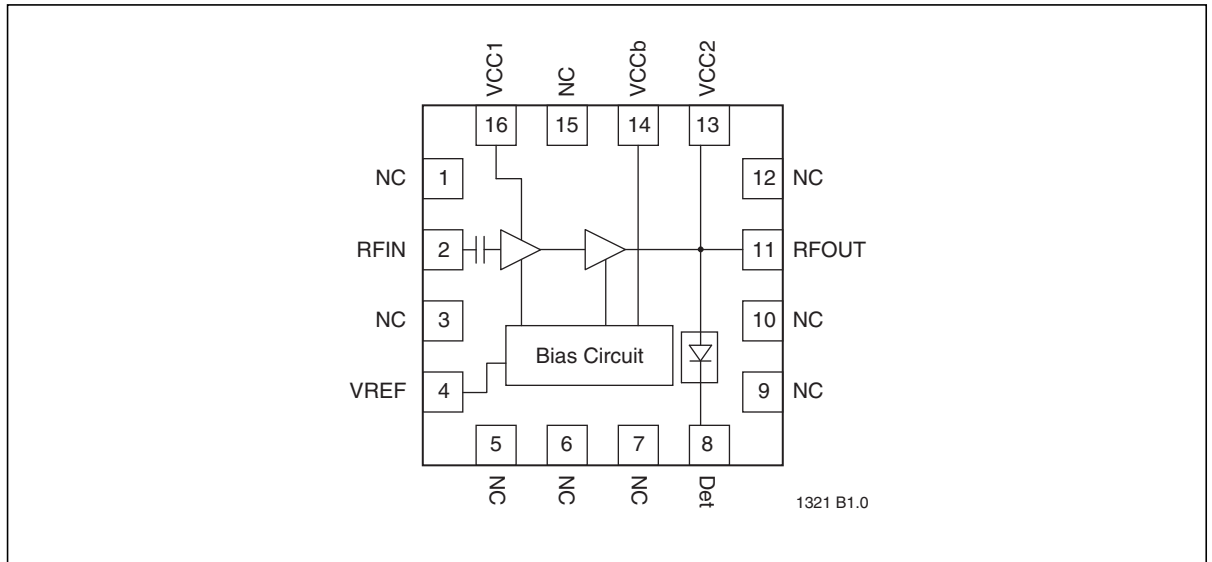 VCC1
NC
VCCb
VCC2
16
15
14
13
NC
1
12
NC
RFIN
2
11
RFOUT
NC
3
10
NC
Bias Circuit
VREF
4
9
NC
5
6
7
8
NC
NC
NC
Det
1321 B1.0